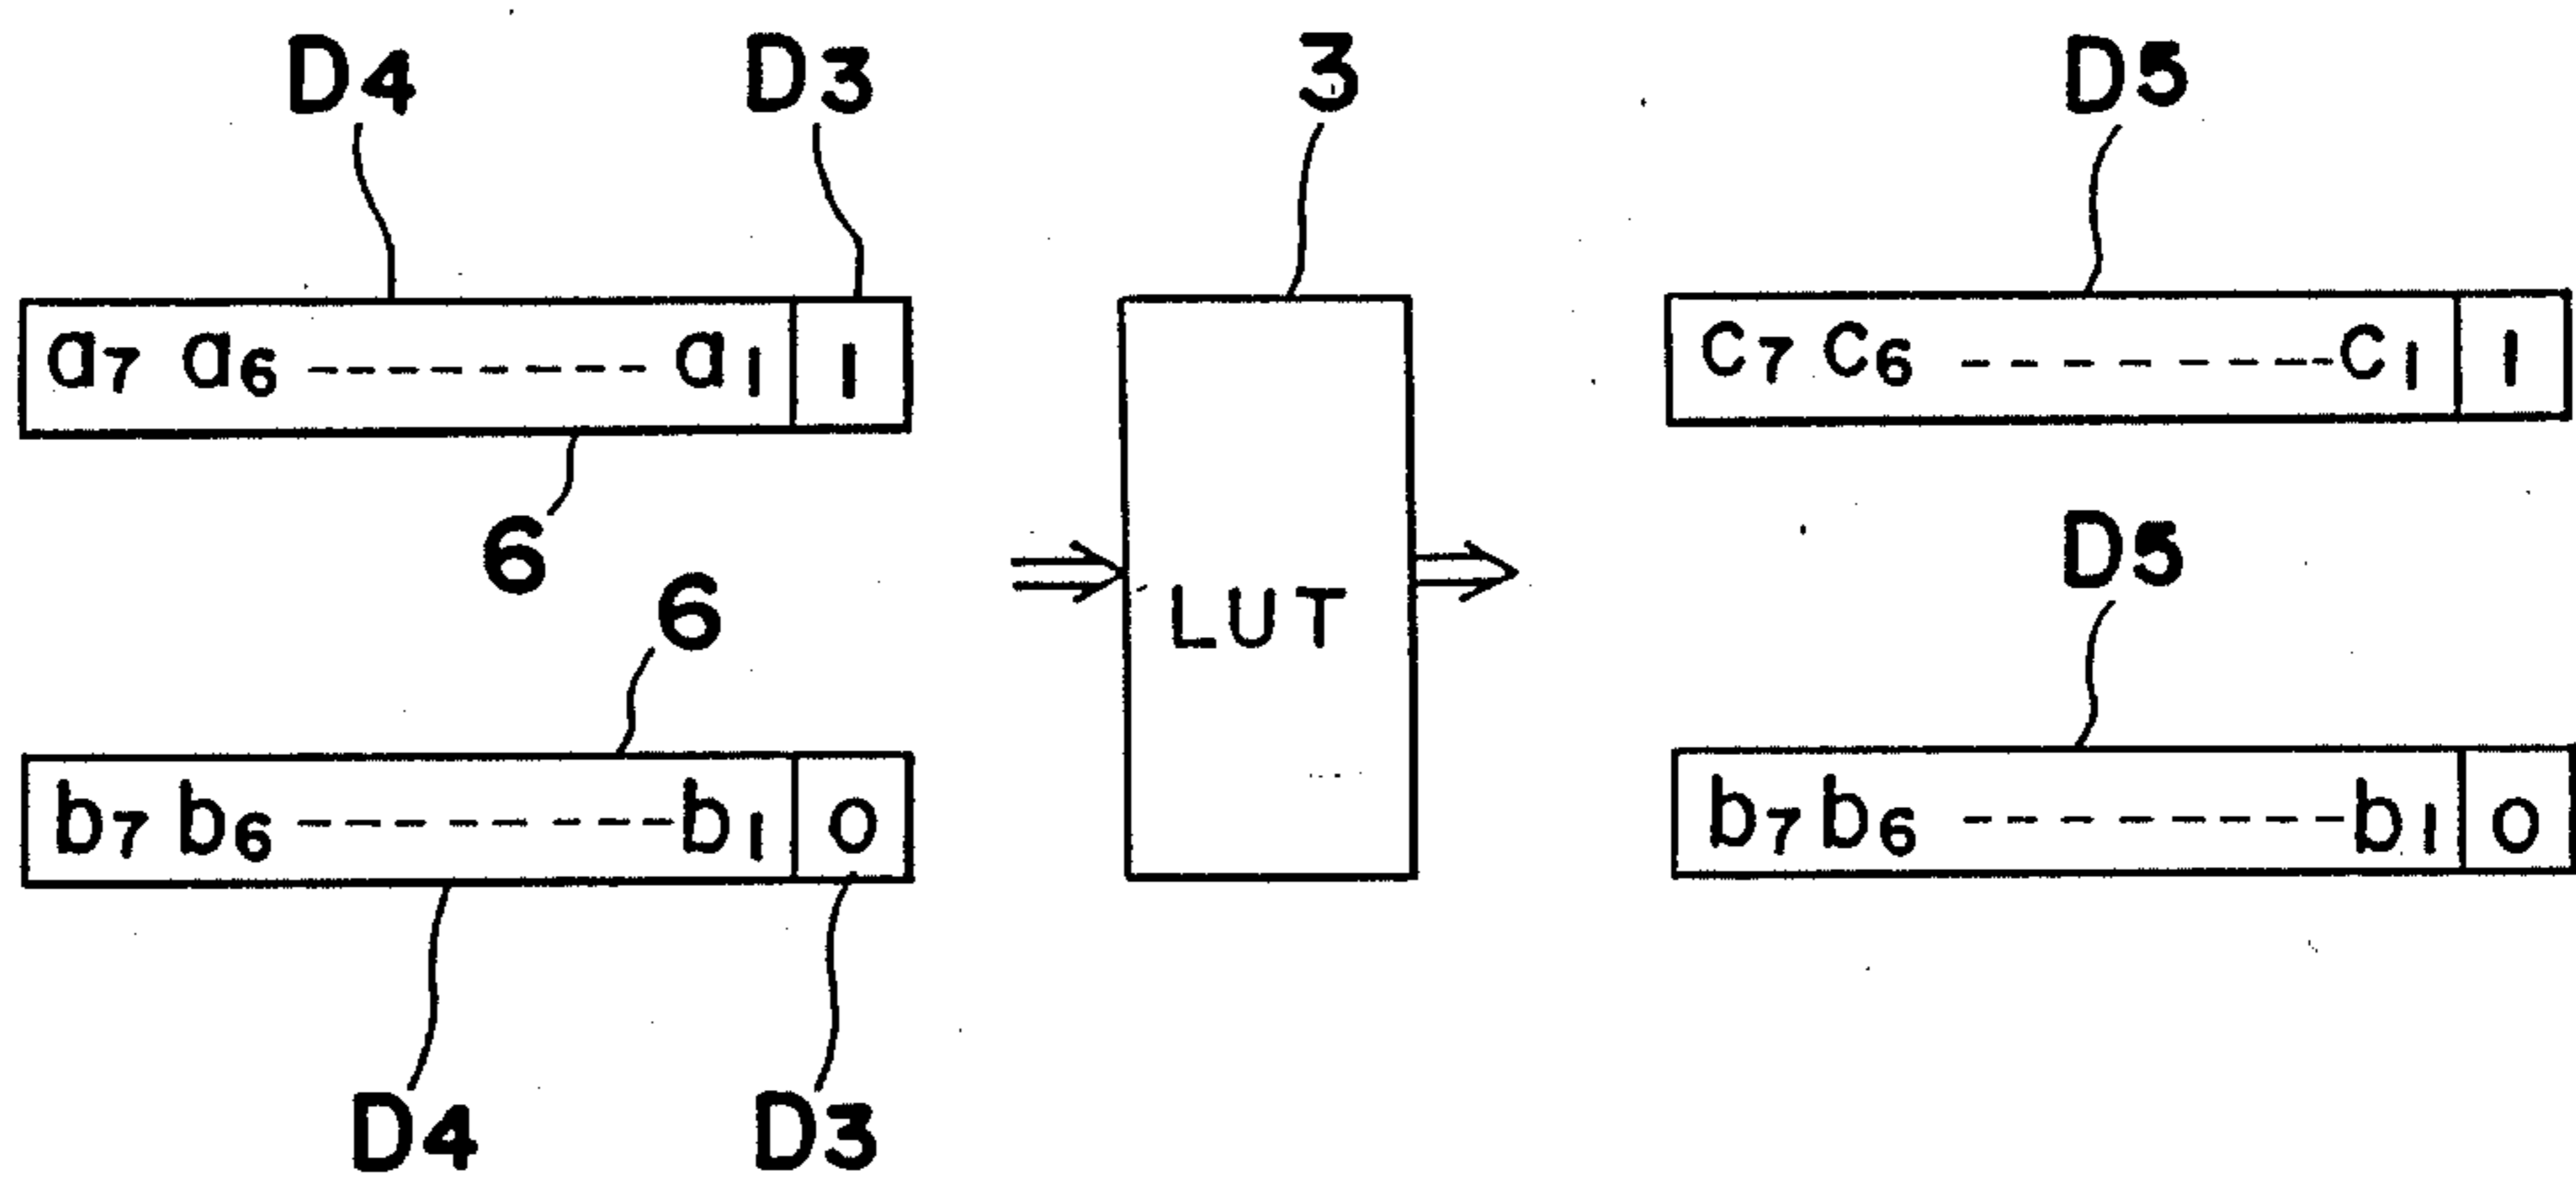 D4 D3 3 D5
a7 a6 --------- a1 1 c7 c6 ---------c1 1
6 D5
6
LUT
b7 b6 ---------b1 0 b7 b6 ---------b1 0
D4 D3